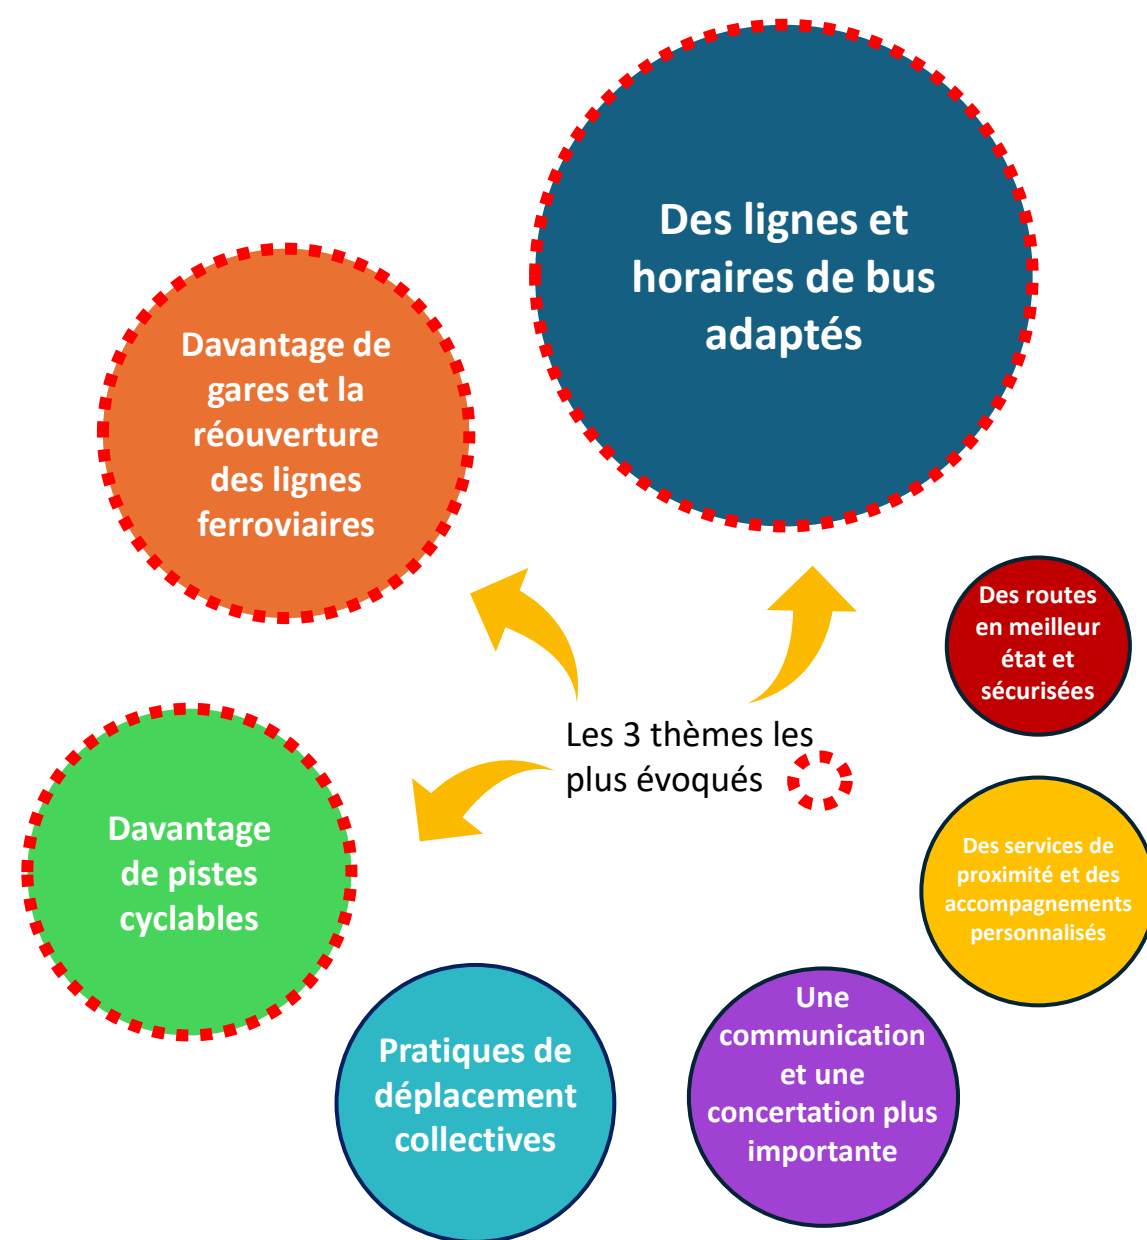 Des lignes et
horaires de bus
adaptés
Davantage de
gares et la
réouverture
des lignes
ferroviaires
Des routes
en meilleur
état et
sécurisées
Les 3 thèmes les
plus évoqués
Davantage
de pistes
cyclables
Des services de
proximité et des
accompagnements
personnalisés
Pratiques de
déplacement
collectives
Une
communication
et une
concertation plus
importante